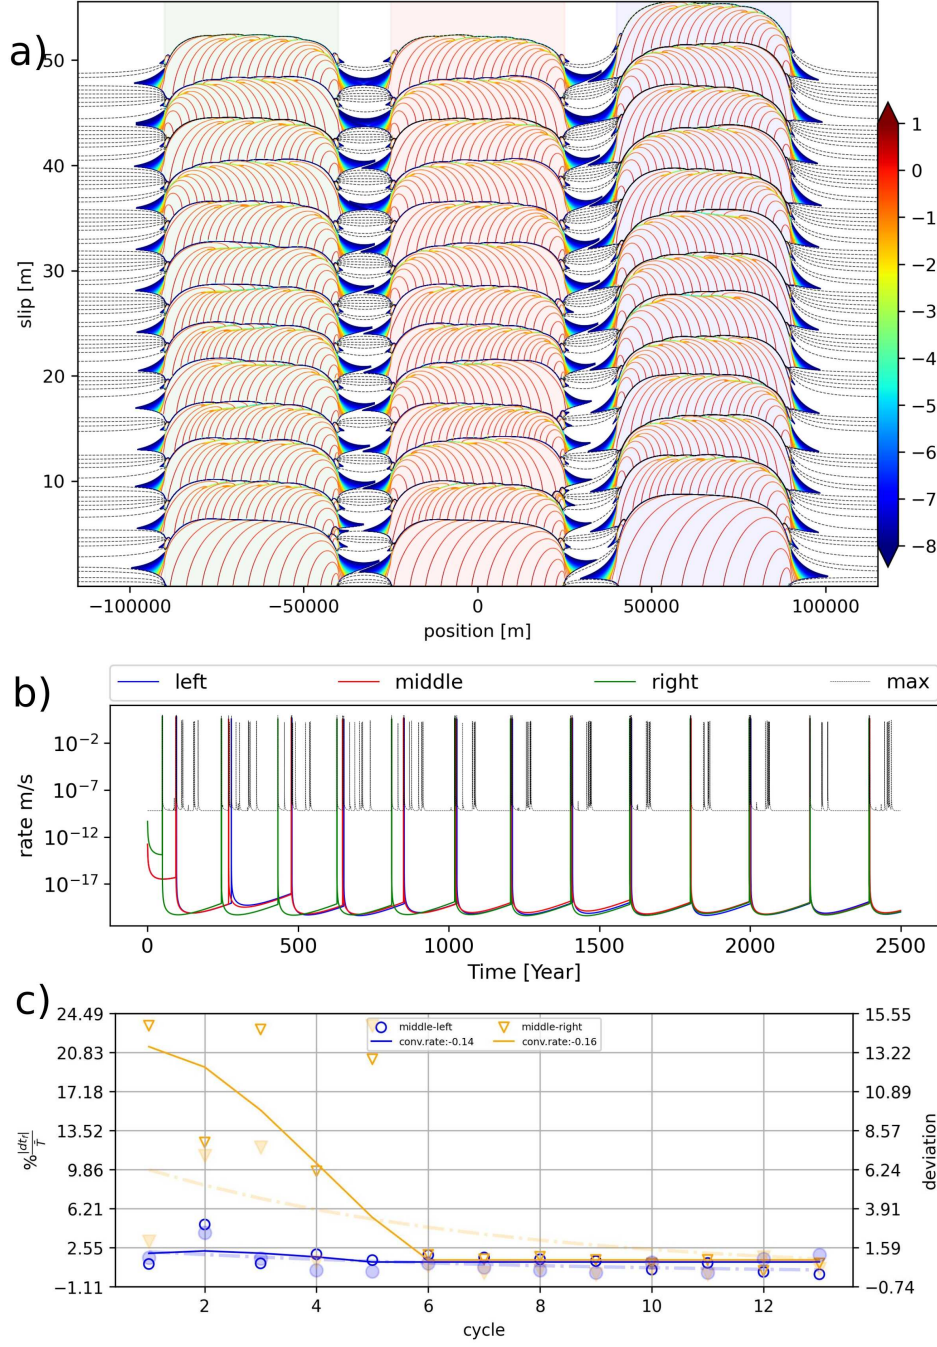 a)
50
40
30
20
10
slip [m]
−100000 −50000 0 50000 100000
position [m]
1
0
−1
−2
−3
−4
−5
−6
−7
−8
b)
left middle right max
10⁻²
10⁻⁷
10⁻¹²
10⁻¹⁷
rate m/s
0 500 1000 1500 2000 2500
Time [Year]
c)
middle-left middle-right
conv.rate:-0.14 conv.rate:-0.16
24.49 15.55
20.83 13.22
17.18 10.89
13.52 8.57
9.86 6.24
6.21 3.91
2.55 1.59
−1.11 −0.74
deviation
2 4 6 8 10 12
cycle